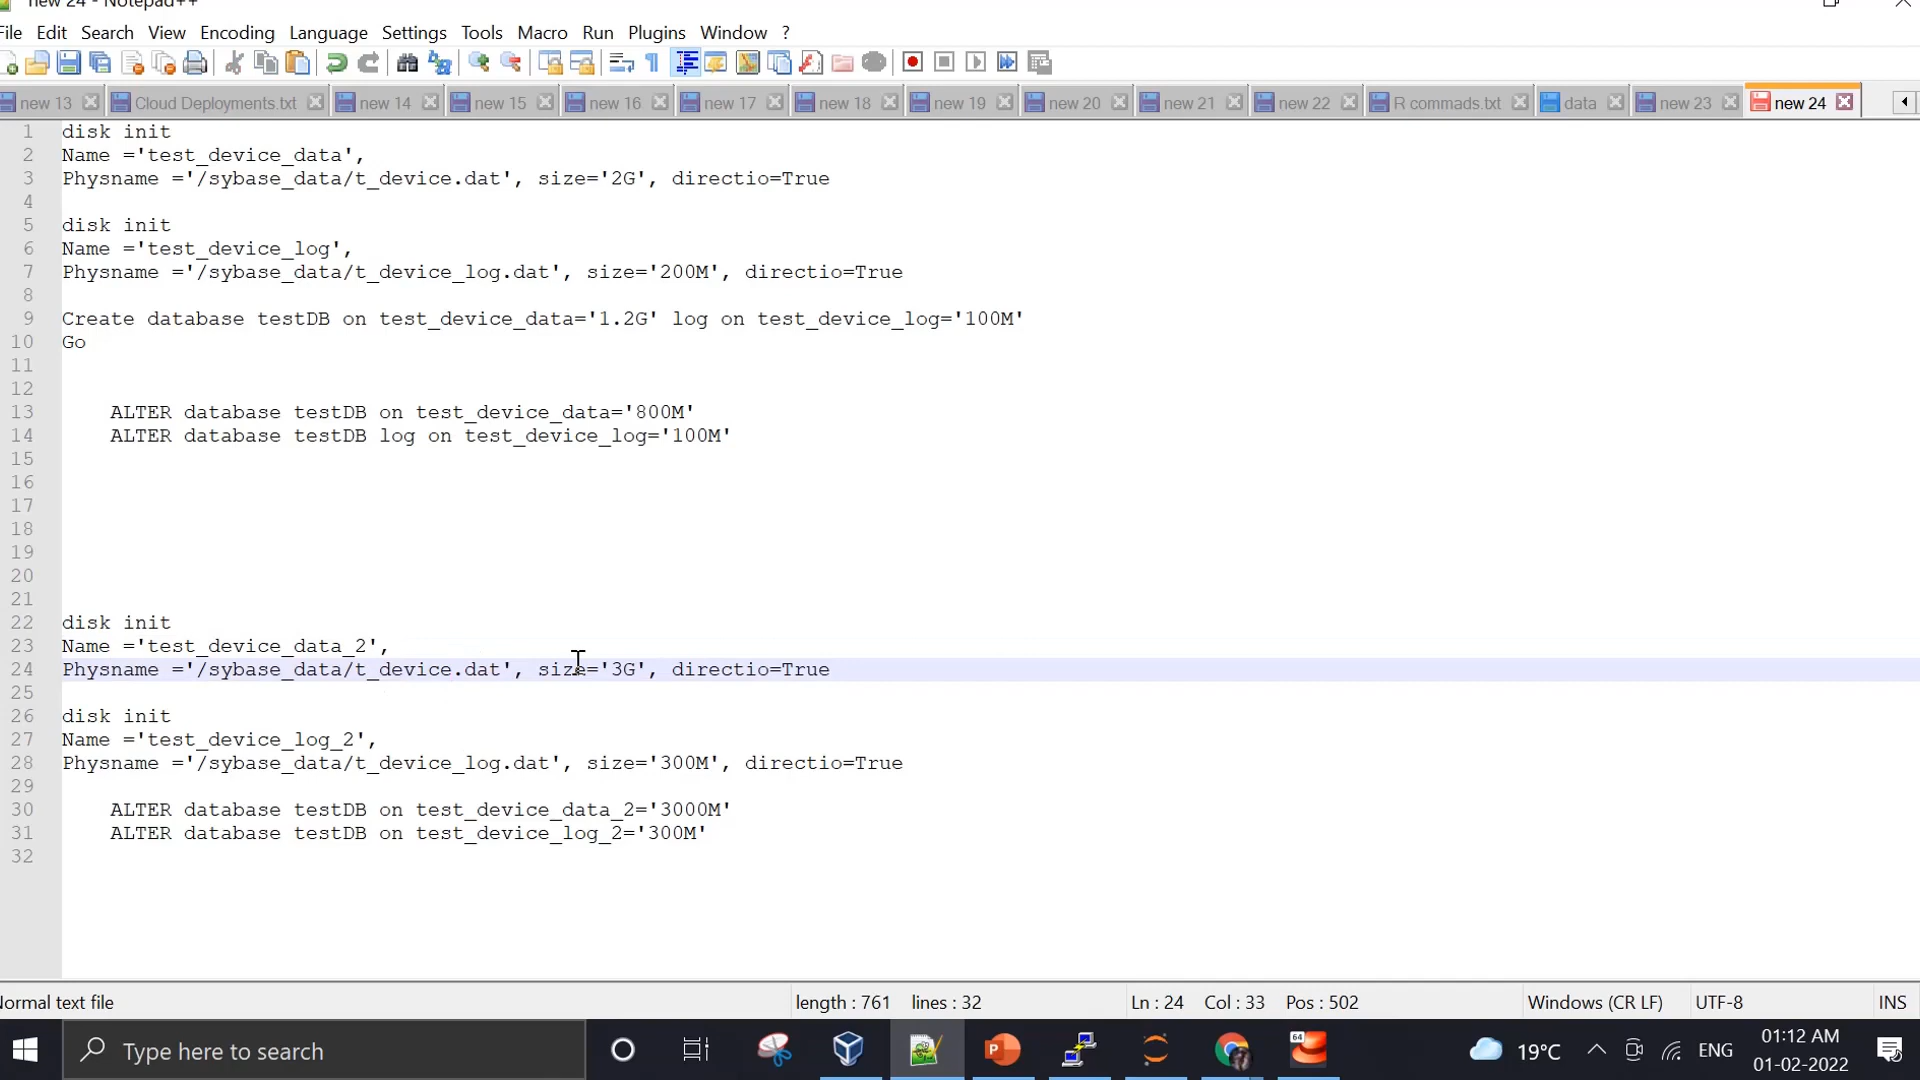 new 24 - Notepad++
File Edit Search View Encoding Language Settings Tools Macro Run Plugins Window ?
new 13 Cloud Deployments.txt new 14 new 15 new 16 new 17 new 18 new 19 new 20 new 21 new 22 R commads.txt data new 23 new 24
1 disk init
2 Name ='test_device_data',
3 Physname ='/sybase_data/t_device.dat', size='2G', directio=True
4
5 disk init
6 Name ='test_device_log',
7 Physname ='/sybase_data/t_device_log.dat', size='200M', directio=True
8
9 Create database testDB on test_device_data='1.2G' log on test_device_log='100M'
10 Go
11
12
13 ALTER database testDB on test_device_data='800M'
14 ALTER database testDB log on test_device_log='100M'
15
16
17
18
19
20
21
22 disk init
23 Name ='test_device_data_2',
24 Physname ='/sybase_data/t_device.dat', size='3G', directio=True
25
26 disk init
27 Name ='test_device_log_2',
28 Physname ='/sybase_data/t_device_log.dat', size='300M', directio=True
29
30 ALTER database testDB on test_device_data_2='3000M'
31 ALTER database testDB on test_device_log_2='300M'
32
Normal text file length : 761 lines : 32 Ln : 24 Col : 33 Pos : 502 Windows (CR LF) UTF-8 INS
Type here to search 64 19°C ENG 01:12 AM
01-02-2022